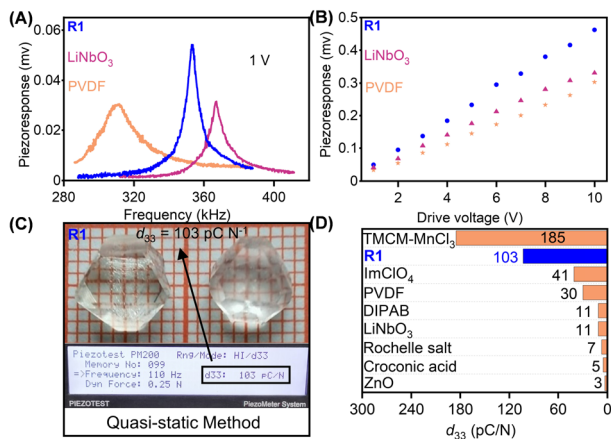 (A)
R1
LiNbO3
PVDF
1 V
Piezoresponse (mv)
0.06
0.04
0.02
0.00
280
320
360
400
Frequency (kHz)
(B)
R1
LiNbO3
PVDF
Piezoresponse (mv)
0.5
0.4
0.3
0.2
0.1
0.0
2
4
6
8
10
Drive voltage (V)
(C)
R1
d33 = 103 pC N-1
Piezotest PM200 Rng/Mode: HI/d33
Memory No: 099
=>Frequency: 110 Hz d33: 103 pC/N
Dyn Force: 0.25 N
PIEZOTEST PiezoMeter System
Quasi-static Method
(D)
TMCM-MnCl3 185
R1 103
ImClO4 41
PVDF 30
DIPAB 11
LiNbO3 11
Rochelle salt 7
Croconic acid 5
ZnO 3
300 240 180 120 60 0
d33 (pC/N)